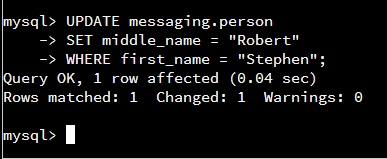 mysql> UPDATE messaging.person
    -> SET middle_name = "Robert"
    -> WHERE first_name = "Stephen";
Query OK, 1 row affected (0.04 sec)
Rows matched: 1  Changed: 1  Warnings: 0
mysql>